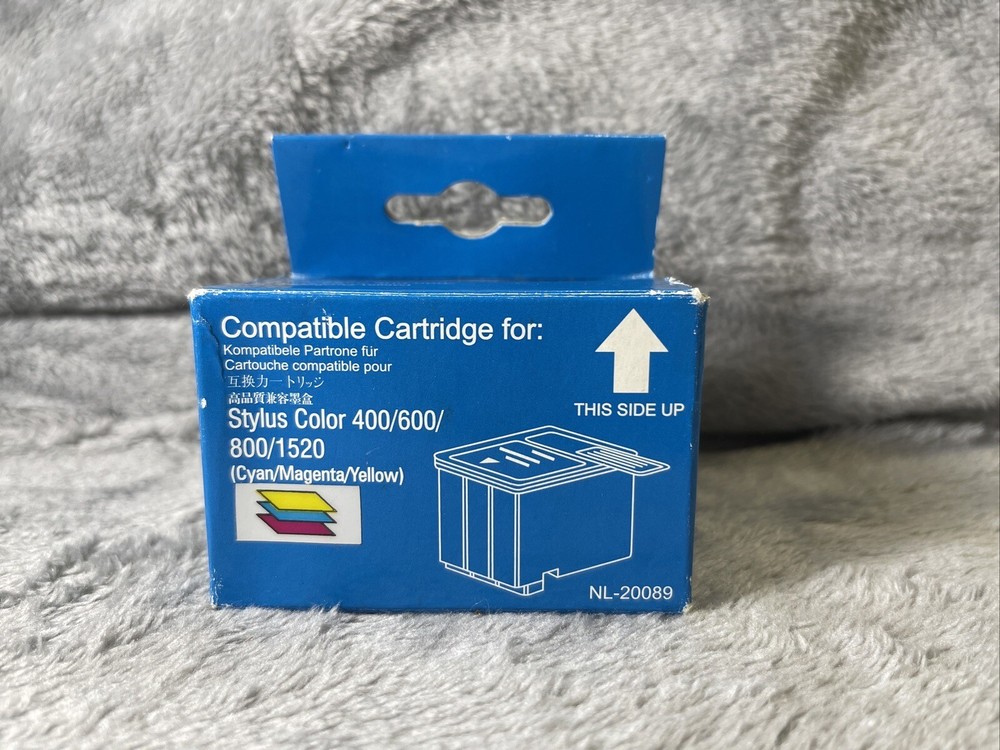 Compatible Cartridge for:
Kompatibele Partrone für
Cartouche compatible pour
互换カートリッジ
高品質兼容墨盒
Stylus Color 400/600/
800/1520
(Cyan/Magenta/Yellow)
THIS SIDE UP
NL-20089